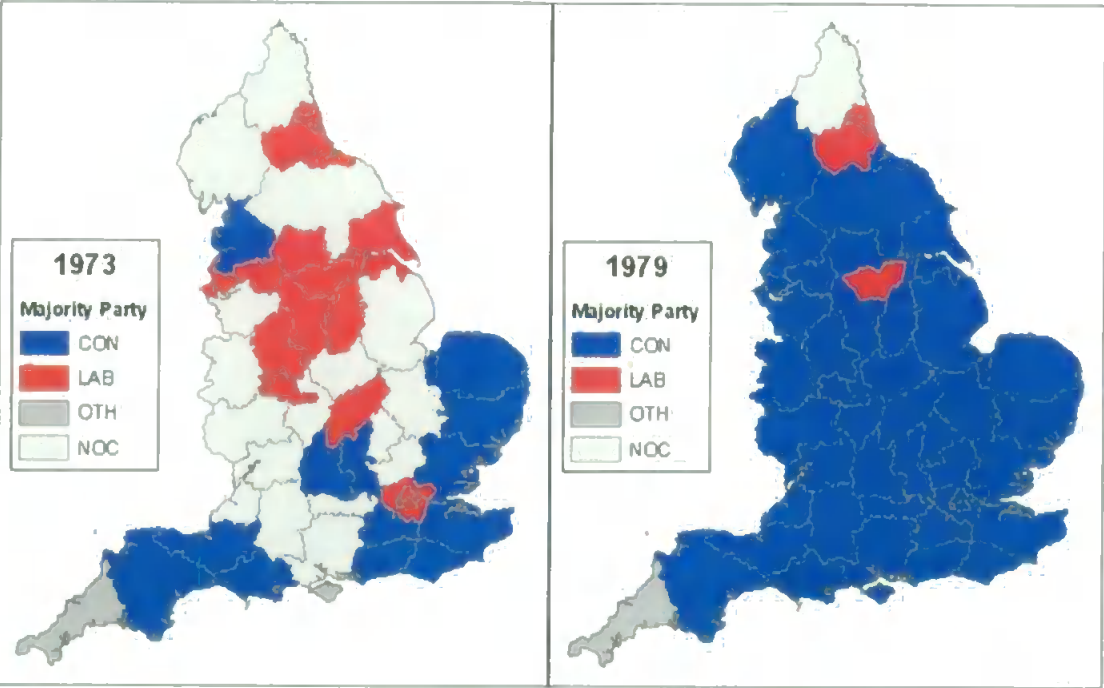 1973
Majority Party
CON
LAB
OTH
NOC
1979
Majority Party
CON
LAB
OTH
NOC